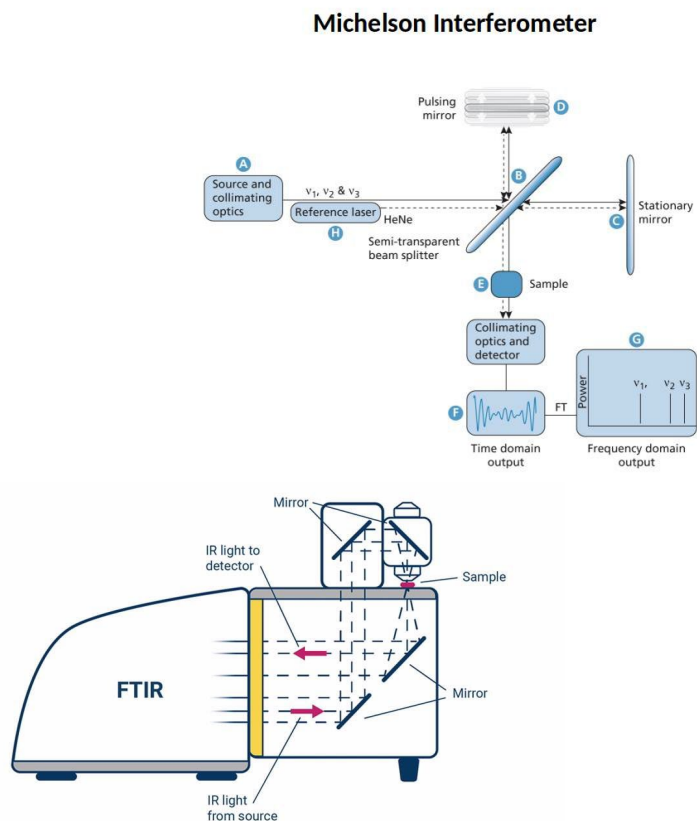 Michelson Interferometer
Pulsing
mirror
D
A
B
Source and
collimating
optics
ν₁, ν₂ & ν₃
Reference laser
HeNe
H
C
Stationary
mirror
Semi-transparent
beam splitter
E
Sample
Collimating
optics and
detector
G
Power
ν₁,
ν₂
ν₃
F
FT
Time domain
output
Frequency domain
output
Mirror
IR light to
detector
Sample
FTIR
Mirror
IR light
from source